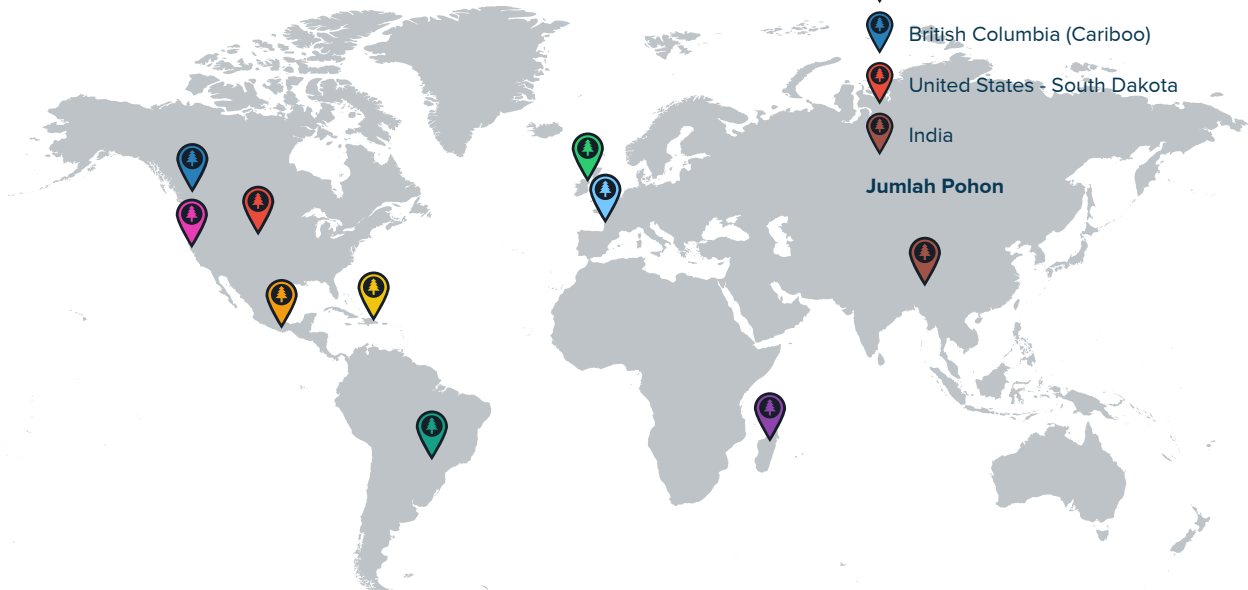 British Columbia (Cariboo)
United States - South Dakota
India
Jumlah Pohon